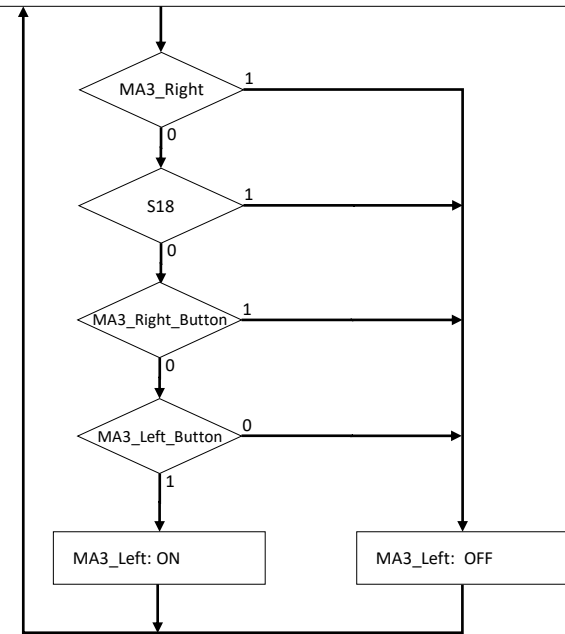 MA3_Right
1
0
S18
1
0
MA3_Right_Button
1
0
MA3_Left_Button
0
1
MA3_Left: ON
MA3_Left:  OFF